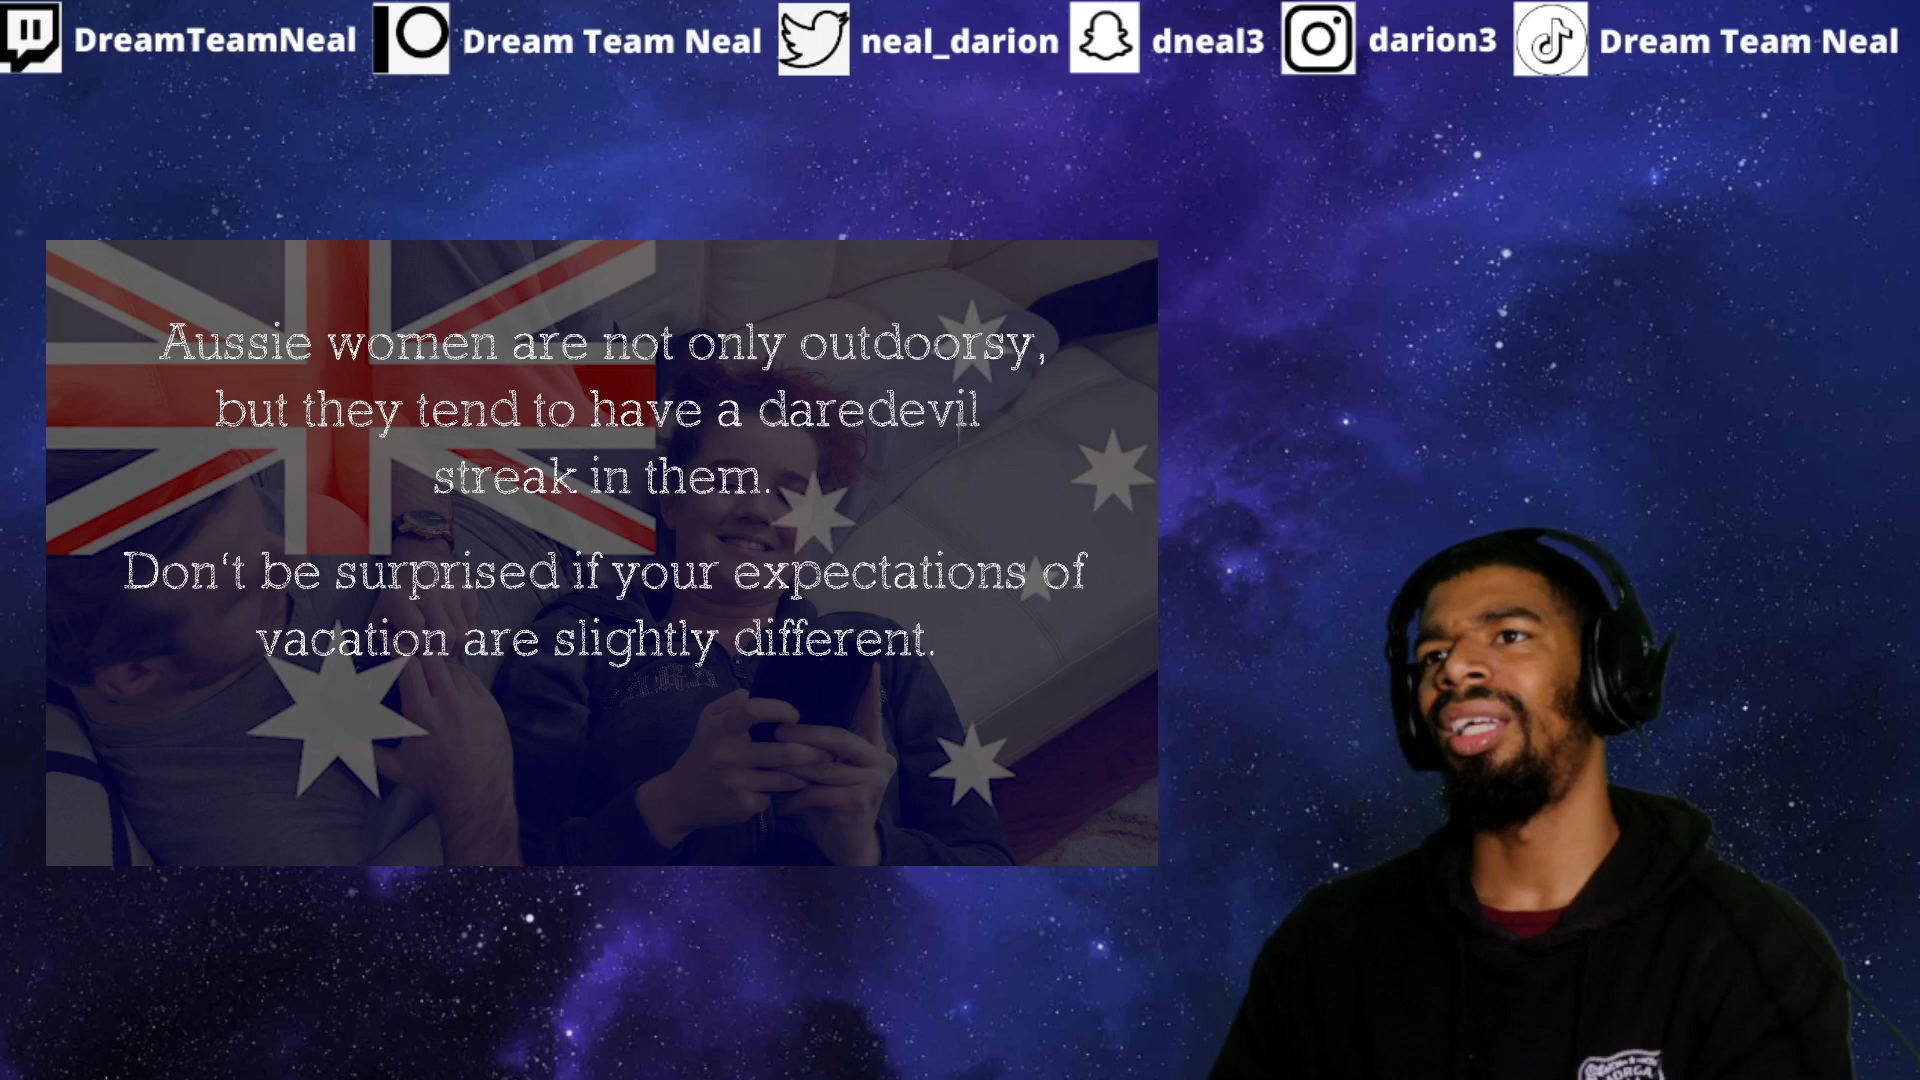 DreamTeamNeal Dream Team Neal neal_darion dneal3 darion3 Dream Team Neal
Aussie women are not only outdoorsy,
but they tend to have a daredevil
streak in them.
Don't be surprised if your expectations of
vacation are slightly different.